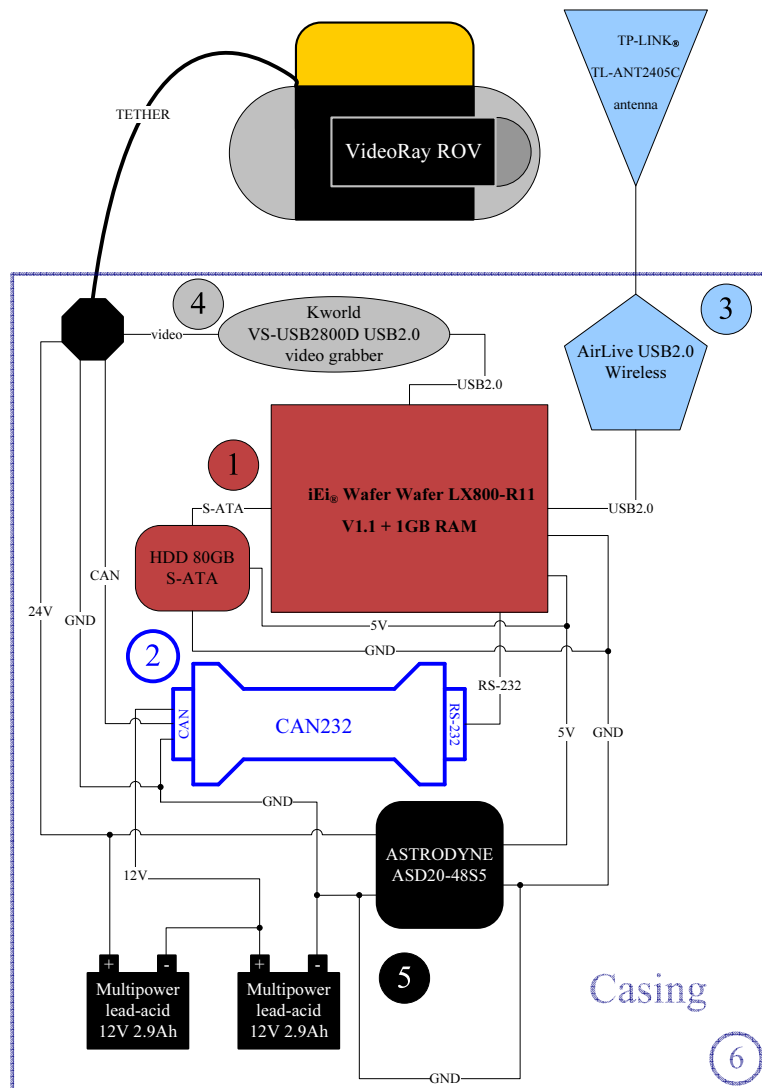 TP-LINK®
TL-ANT2405C
antenna
TETHER
VideoRay ROV
4
Kworld
VS-USB2800D USB2.0
video grabber
video
3
AirLive USB2.0
Wireless
USB2.0
1
iEi® Wafer Wafer LX800-R11
V1.1 + 1GB RAM
S-ATA
USB2.0
HDD 80GB
S-ATA
CAN
24V
GND
5V
GND
2
RS-232
CAN
CAN232
RS-232
5V
GND
GND
ASTRODYNE
ASD20-48S5
12V
+
-
+
-
5
Multipower
lead-acid
12V 2.9Ah
Multipower
lead-acid
12V 2.9Ah
Casing
GND
6